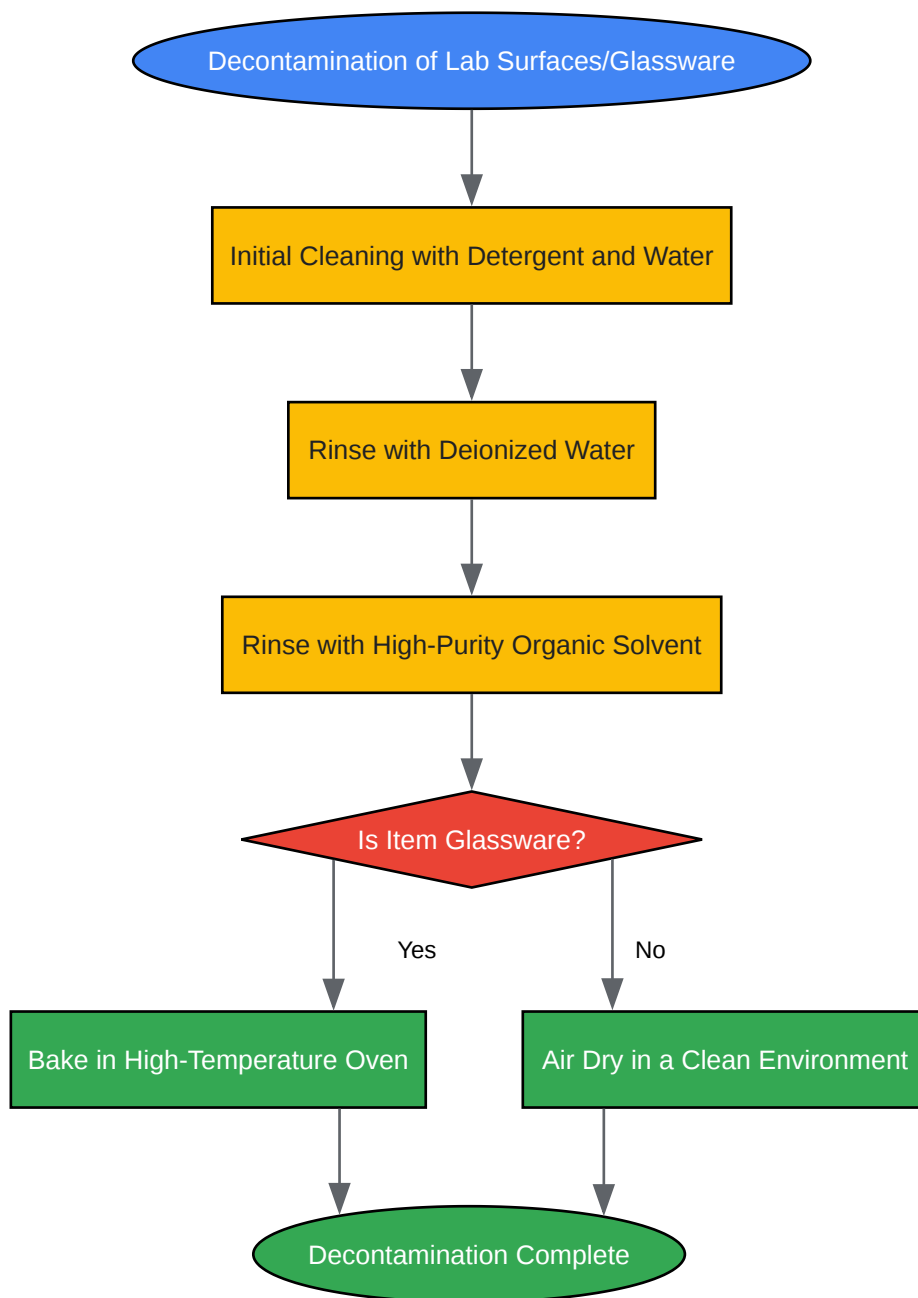 Decontamination of Lab Surfaces/Glassware
Initial Cleaning with Detergent and Water
Rinse with Deionized Water
Rinse with High-Purity Organic Solvent
Is Item Glassware?
Yes
No
Bake in High-Temperature Oven
Air Dry in a Clean Environment
Decontamination Complete